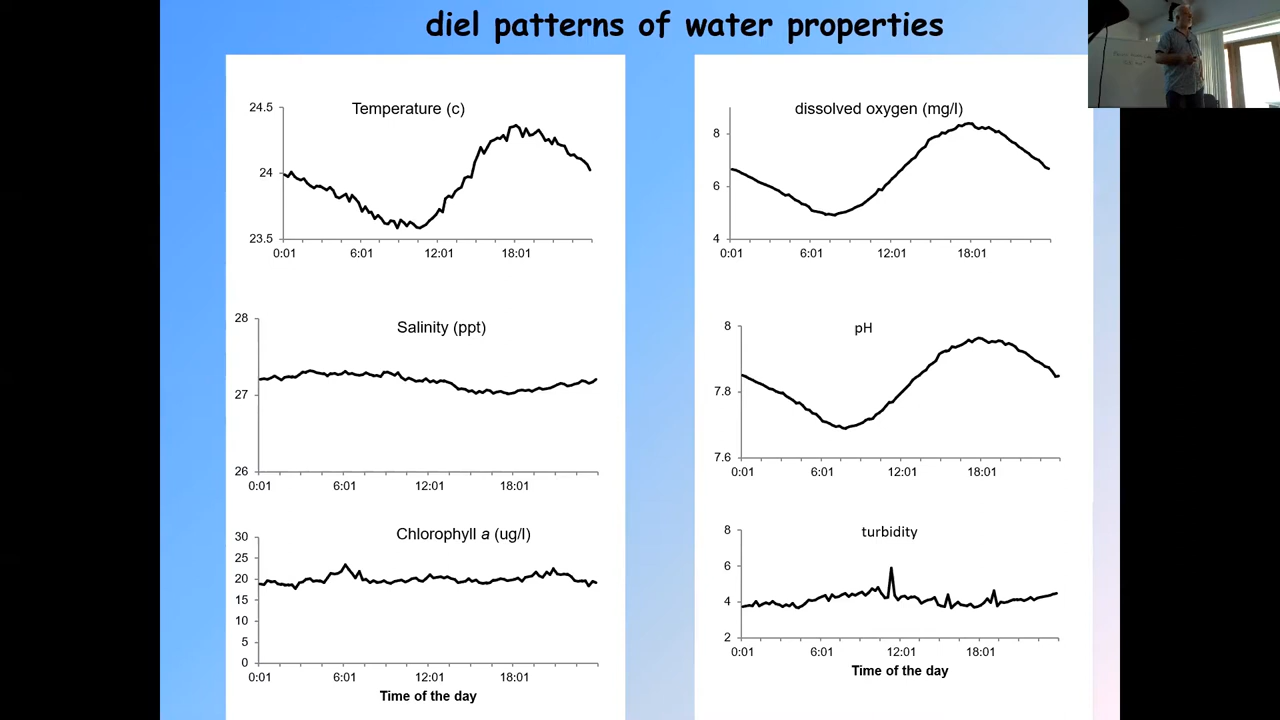 diel patterns of water properties
Temperature (c)
24.5
24
23.5
0:01 6:01 12:01 18:01
Salinity (ppt)
28
27
26
0:01 6:01 12:01 18:01
Chlorophyll a (ug/l)
30
25
20
15
10
5
0
0:01 6:01 12:01 18:01
Time of the day
dissolved oxygen (mg/l)
8
6
4
0:01 6:01 12:01 18:01
pH
8
7.8
7.6
0:01 6:01 12:01 18:01
turbidity
8
6
4
2
0:01 6:01 12:01 18:01
Time of the day